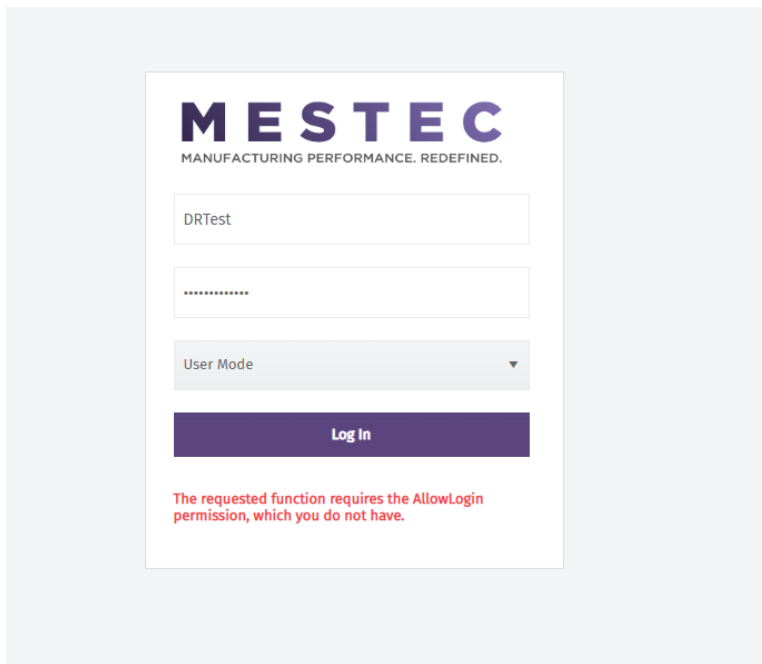 MESTEC
MANUFACTURING PERFORMANCE. REDEFINED.
DRTest
•••••••••••••
User Mode
Log In
The requested function requires the AllowLogin
permission, which you do not have.